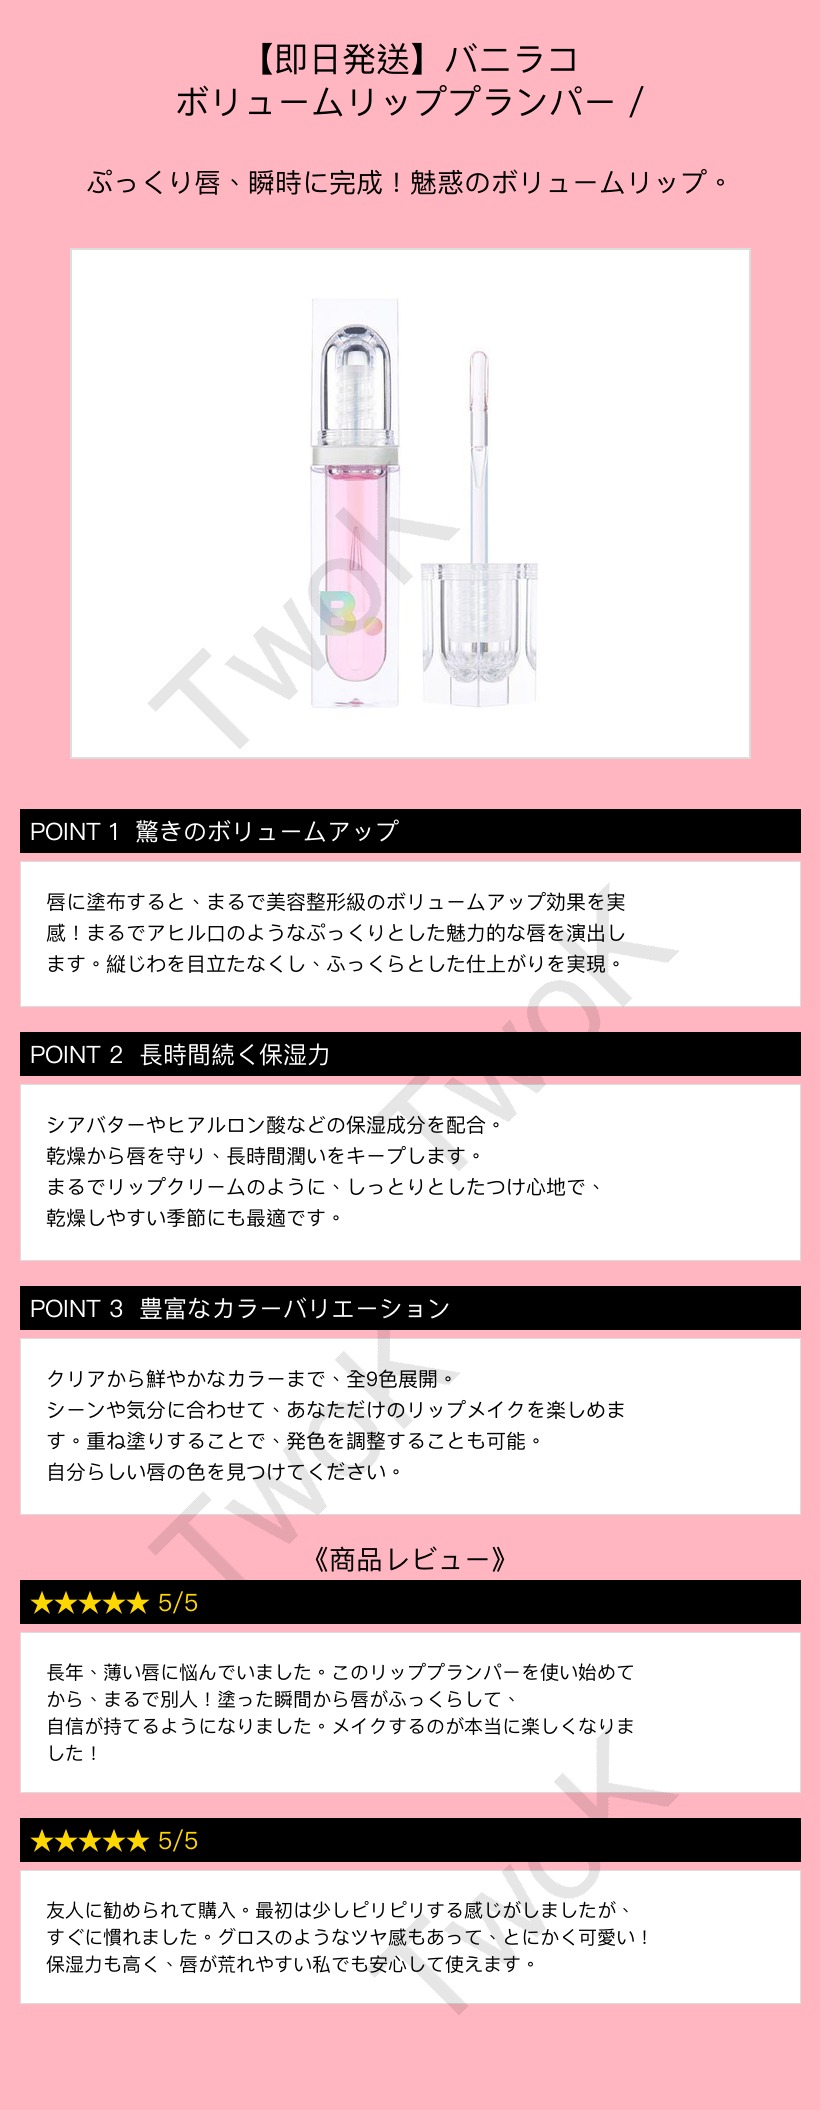 【即日発送】バニラコ
ボリュームリッププランパー /
ぷっくり唇、瞬時に完成！魅惑のボリュームリップ。
B.
TwoK
POINT 1 驚きのボリュームアップ
唇に塗布すると、まるで美容整形級のボリュームアップ効果を実
感！まるでアヒル口のようなぷっくりとした魅力的な唇を演出し
ます。縦じわを目立たなくし、ふっくらとした仕上がりを実現。
TwoK
POINT 2 長時間続く保湿力
シアバターやヒアルロン酸などの保湿成分を配合。
乾燥から唇を守り、長時間潤いをキープします。
まるでリップクリームのように、しっとりとしたつけ心地で、
乾燥しやすい季節にも最適です。
POINT 3 豊富なカラーバリエーション
クリアから鮮やかなカラーまで、全9色展開。
シーンや気分に合わせて、あなただけのリップメイクを楽しめま
す。重ね塗りすることで、発色を調整することも可能。
自分らしい唇の色を見つけてください。
TwoK
《商品レビュー》
★★★★★ 5/5
長年、薄い唇に悩んでいました。このリッププランパーを使い始めて
から、まるで別人！塗った瞬間から唇がふっくらして、
自信が持てるようになりました。メイクするのが本当に楽しくなりま
した！
★★★★★ 5/5
友人に勧められて購入。最初は少しピリピリする感じがしましたが、
すぐに慣れました。グロスのようなツヤ感もあって、とにかく可愛い！
保湿力も高く、唇が荒れやすい私でも安心して使えます。
TwoK